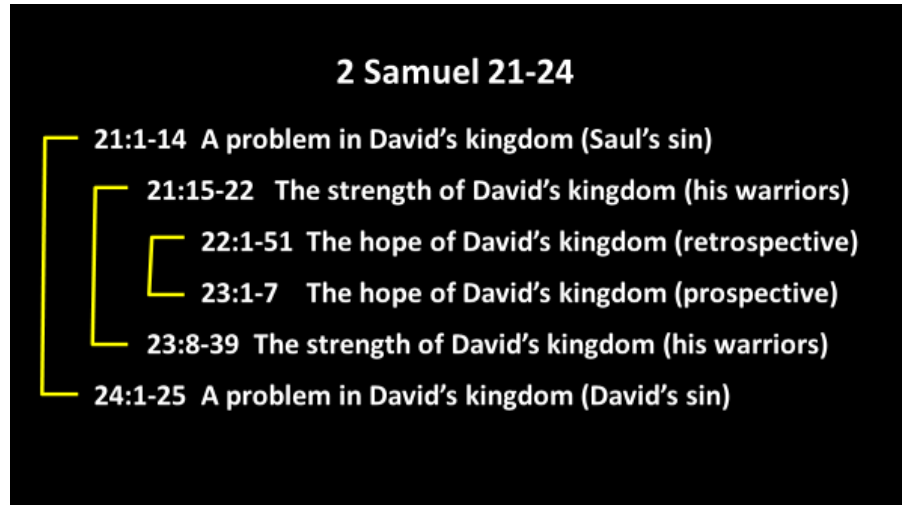 2 Samuel 21-24
21:1-14 A problem in David's kingdom (Saul's sin)
21:15-22 The strength of David's kingdom (his warriors)
22:1-51 The hope of David's kingdom (retrospective)
23:1-7 The hope of David's kingdom (prospective)
23:8-39 The strength of David's kingdom (his warriors)
24:1-25 A problem in David's kingdom (David's sin)